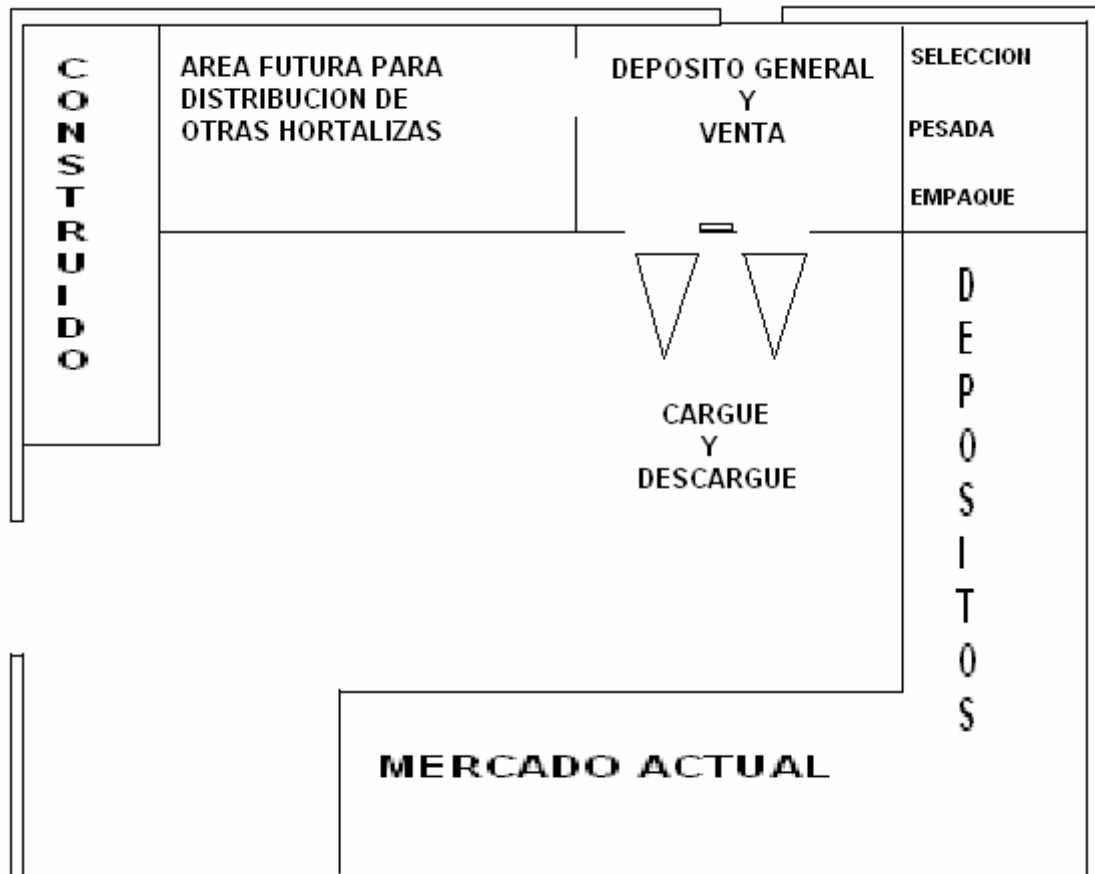 CONSTRUIDO
AREA FUTURA PARA
DISTRIBUCION DE
OTRAS HORTALIZAS
DEPOSITO GENERAL
Y
VENTA
SELECCION
PESADA
EMPAQUE
CARGUE
Y
DESCARGUE
DEPOSITOS
MERCADO ACTUAL